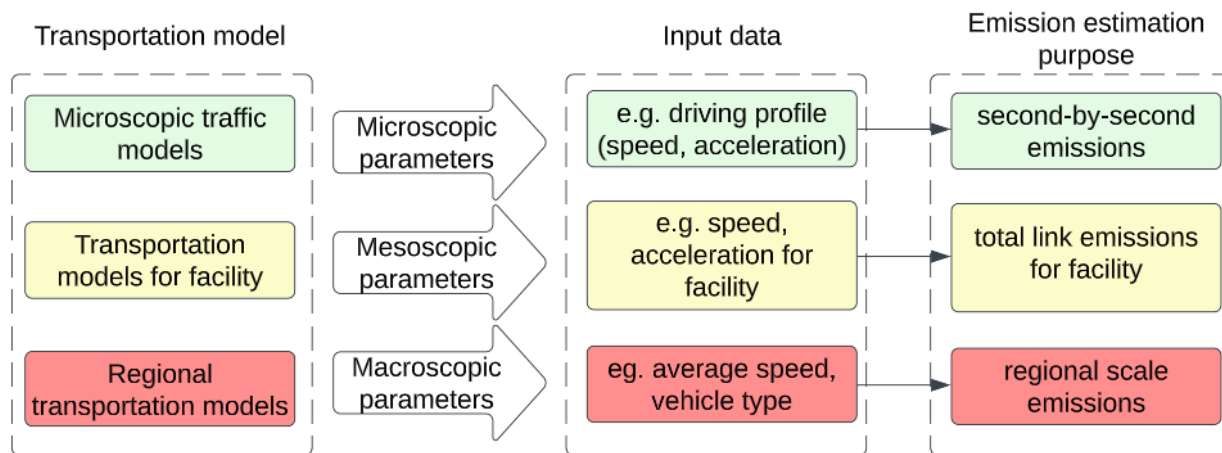 Transportation model
Input data
Emission estimation
purpose
Microscopic traffic
models
Microscopic
parameters
e.g. driving profile
(speed, acceleration)
second-by-second
emissions
Transportation
models for facility
Mesoscopic
parameters
e.g. speed,
acceleration for
facility
total link emissions
for facility
Regional
transportation models
Macroscopic
parameters
eg. average speed,
vehicle type
regional scale
emissions